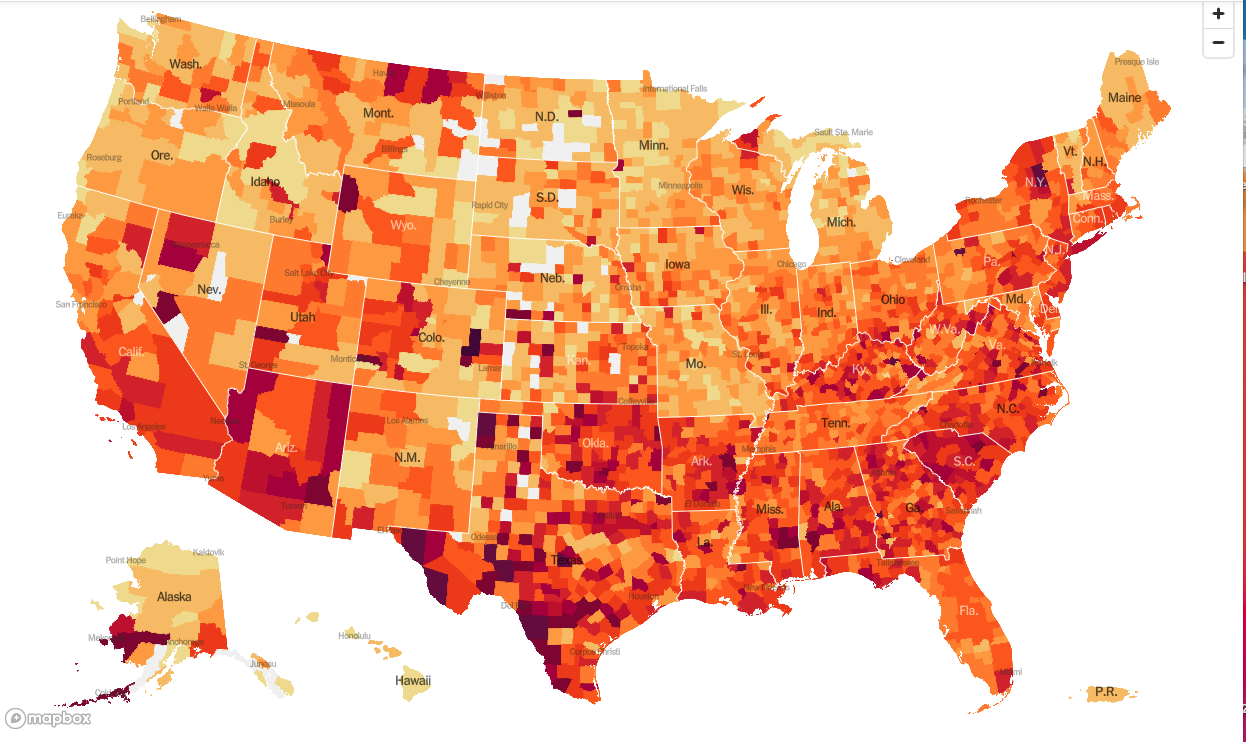 +
−
Bellingham
Wash.
Portland
Walla Walla
Missoula
Mont.
Williston
N.D.
International Falls
Presque Isle
Maine
Roseburg
Ore.
Idaho
Billings
Minn.
Sault Ste. Marie
Vt.
N.H.
Eureka
Burley
Wyo.
Rapid City
S.D.
Minneapolis
Wis.
Mich.
Rochester
N.Y.
Mass.
Conn.
Winnemucca
Salt Lake City
Cheyenne
Neb.
Iowa
Omaha
Chicago
Cleveland
Pa.
N.J.
San Francisco
Nev.
Utah
Colo.
Ill.
Ind.
Ohio
Md.
Del.
Calif.
St. George
Lamar
Kan.
Topeka
Mo.
St. Louis
Ky.
W.Va.
Va.
Los Angeles
Ariz.
Los Alamos
N.M.
Coffeyville
Okla.
Ark.
Memphis
Tenn.
N.C.
Charlotte
S.C.
Tucson
Odessa
Texas
El Dorado
La.
Miss.
Ala.
Ga.
Savannah
Tallahassee
Point Hope
Kaktovik
Alaska
Juneau
Honolulu
Hawaii
Houston
Corpus Christi
Fla.
Miami
P.R.
mapbox